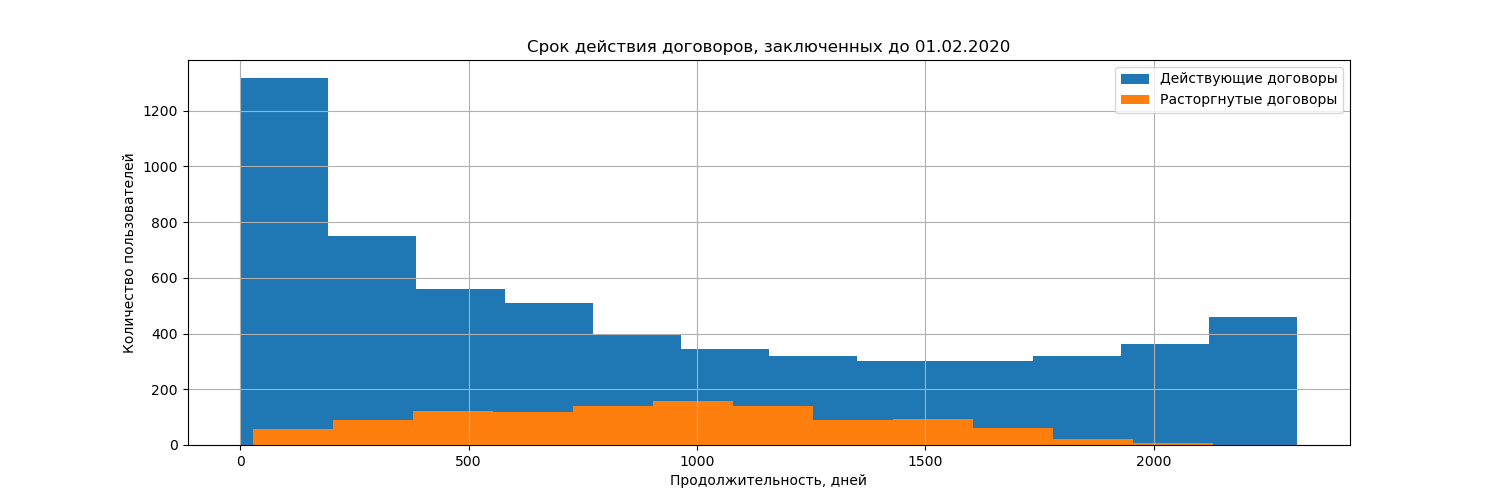 Срок действия договоров, заключенных до 01.02.2020
Действующие договоры
Расторгнутые договоры
Количество пользователей
1200
1000
800
600
400
200
0
0 500 1000 1500 2000
Продолжительность, дней